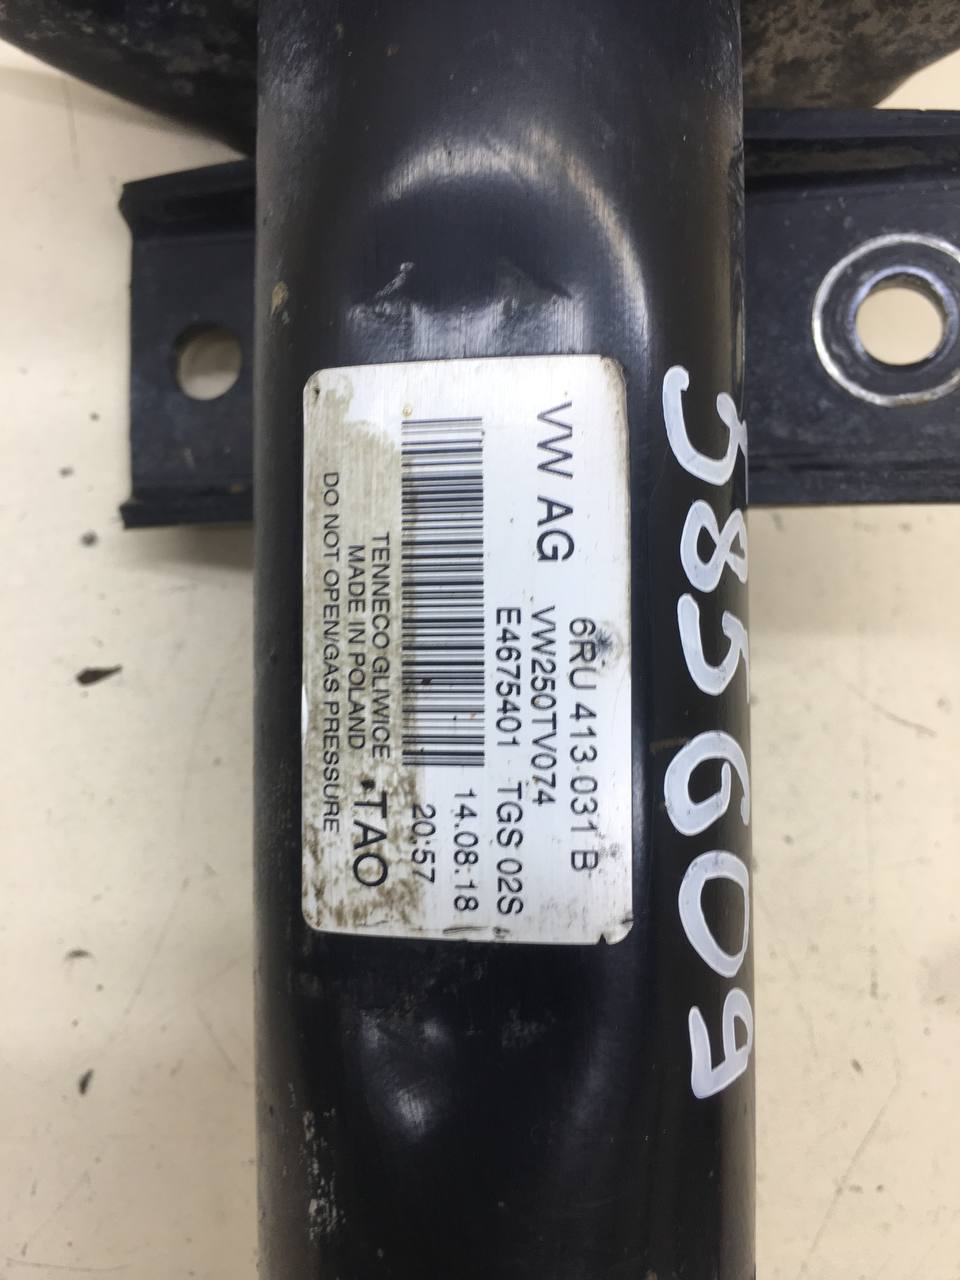 VW AG
6RU 413 031 B
VW250TV074
E4675401 TGS 02S
14.08.18
20:57
TENNECO GLIWICE
MADE IN POLAND
TAO
DO NOT OPEN/GAS PRESSURE
585609